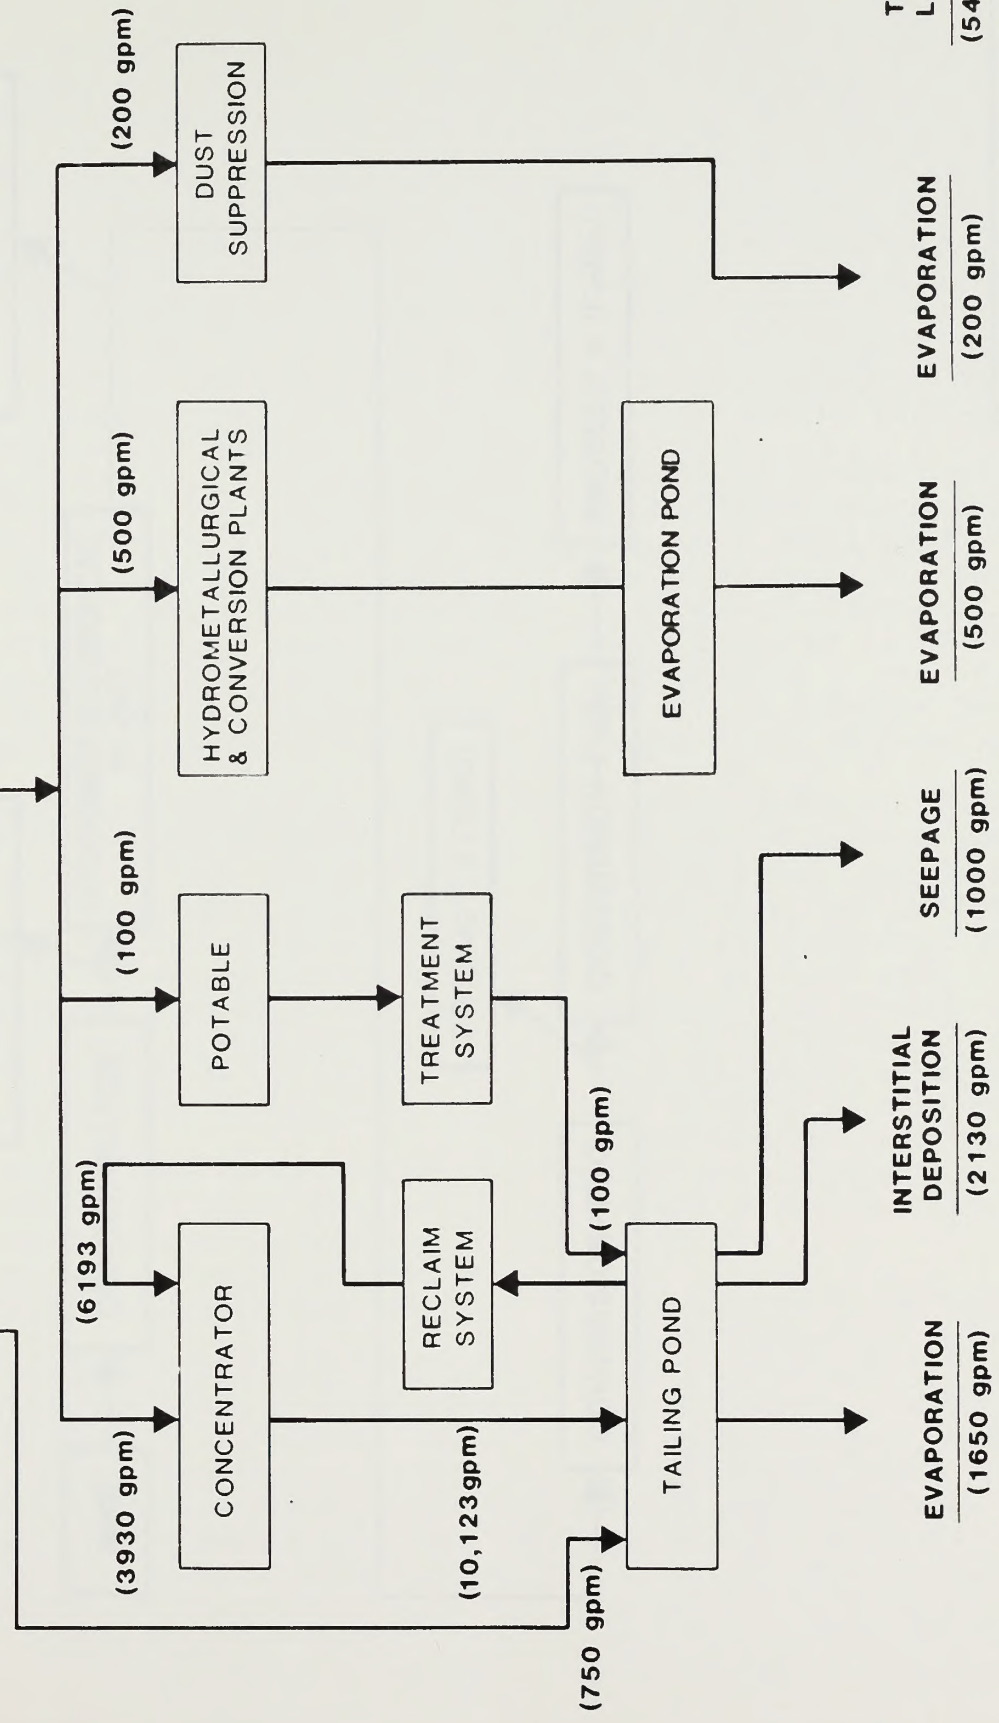 (6193 gpm)
(3930 gpm)
(100 gpm)
(500 gpm)
(200 gpm)
CONCENTRATOR
POTABLE
HYDROMETALLURGICAL
& CONVERSION PLANTS
DUST
SUPPRESSION
RECLAIM
SYSTEM
TREATMENT
SYSTEM
(10,123gpm)
(750 gpm)
(100 gpm)
TAILING POND
EVAPORATION POND
EVAPORATION
(1650 gpm)
INTERSTITIAL
DEPOSITION
(2130 gpm)
SEEPAGE
(1000 gpm)
EVAPORATION
(500 gpm)
EVAPORATION
(200 gpm)
T
L
(54